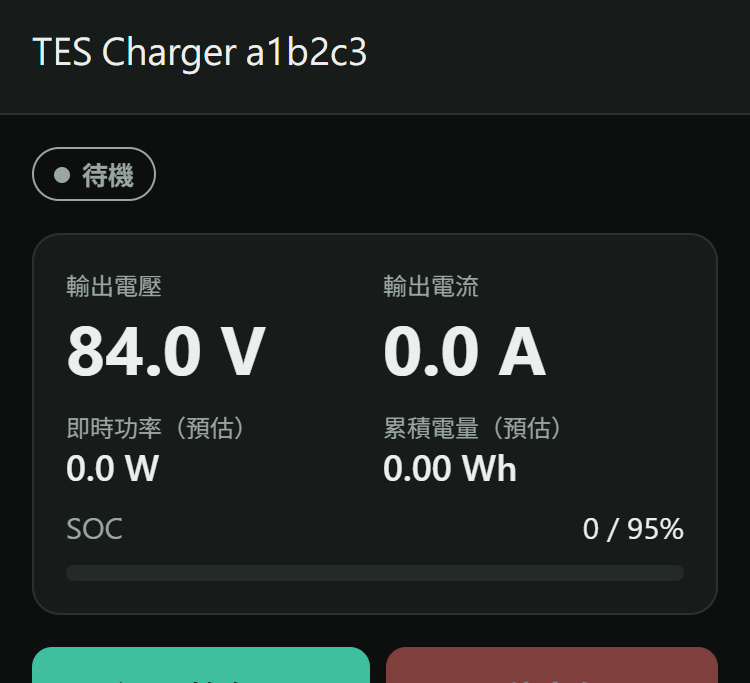 TES Charger a1b2c3
待機
輸出電壓 輸出電流
84.0 V 0.0 A
即時功率（預估） 累積電量（預估）
0.0 W 0.00 Wh
SOC 0 / 95%